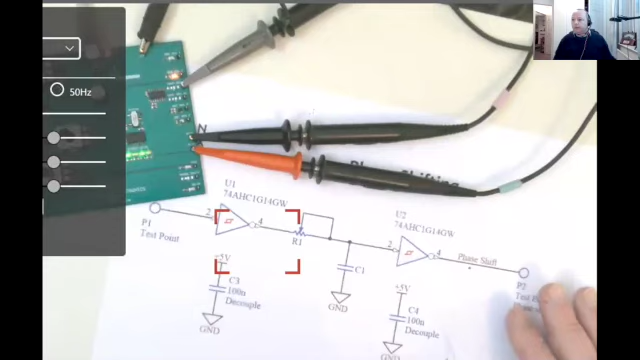 50Hz
U1
74AHC1G14GW
2
4
P1
Test Point
R1
U2
74AHC1G14GW
2
4
Phase Shift
C1
GND
+5V
C3
100n
Decouple
GND
+5V
C4
100n
Decouple
GND
P2